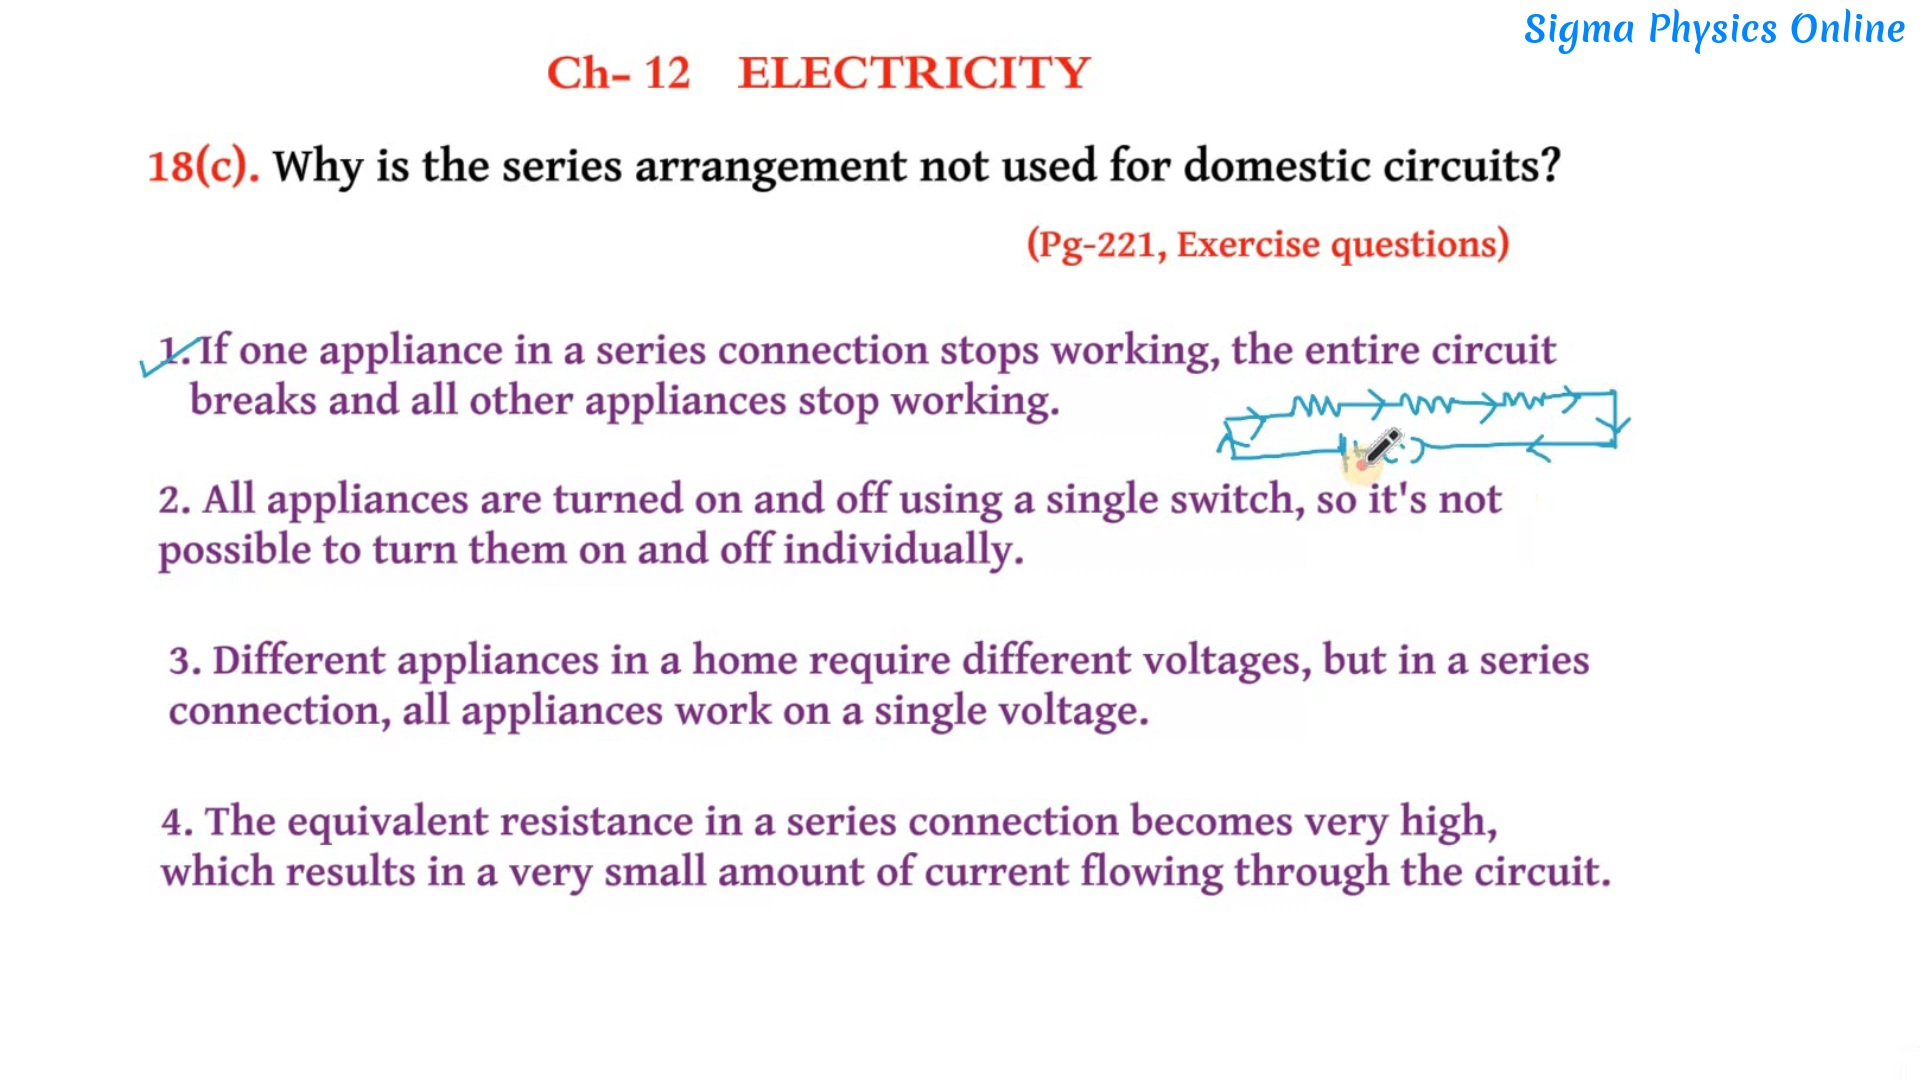 Sigma Physics Online
Ch- 12 ELECTRICITY
18(c). Why is the series arrangement not used for domestic circuits?
(Pg-221, Exercise questions)
1. If one appliance in a series connection stops working, the entire circuit
breaks and all other appliances stop working.
2. All appliances are turned on and off using a single switch, so it's not
possible to turn them on and off individually.
3. Different appliances in a home require different voltages, but in a series
connection, all appliances work on a single voltage.
4. The equivalent resistance in a series connection becomes very high,
which results in a very small amount of current flowing through the circuit.